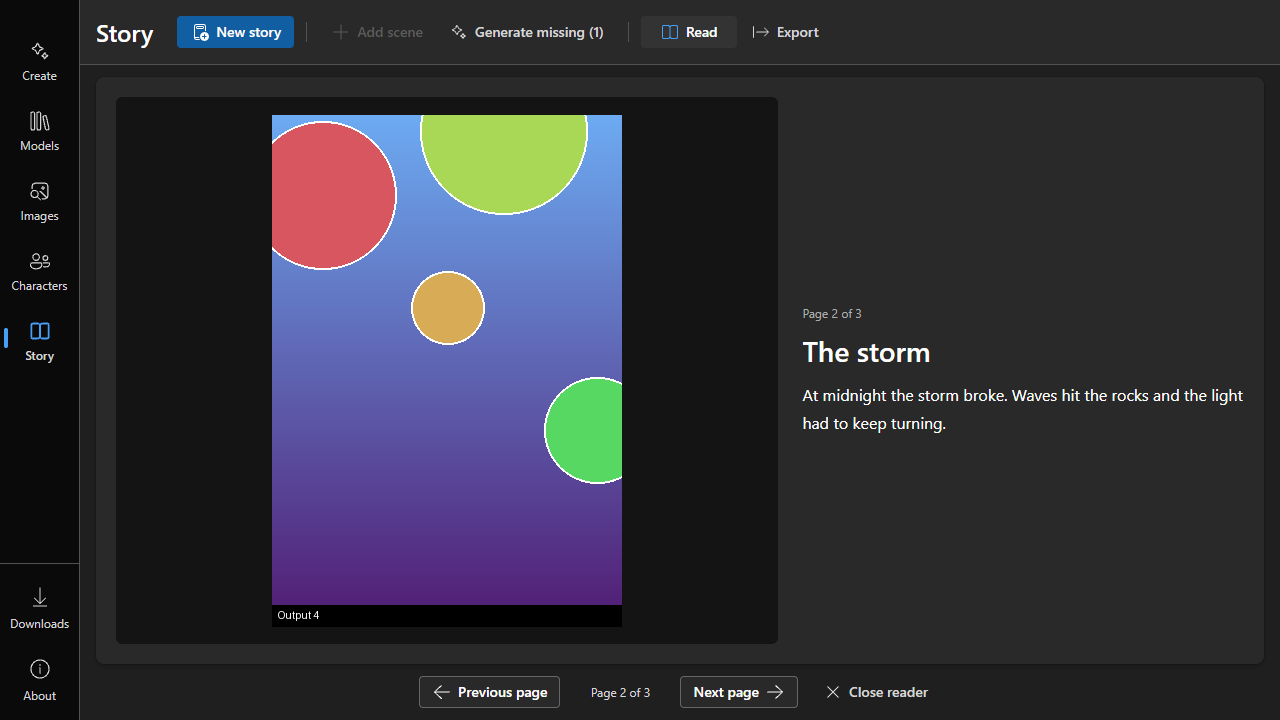 Story
New story
Add scene
Generate missing (1)
Read
Export
Create
Models
Images
Characters
Story
Downloads
About
Output 4
Page 2 of 3
The storm
At midnight the storm broke. Waves hit the rocks and the light
had to keep turning.
Previous page
Page 2 of 3
Next page
Close reader